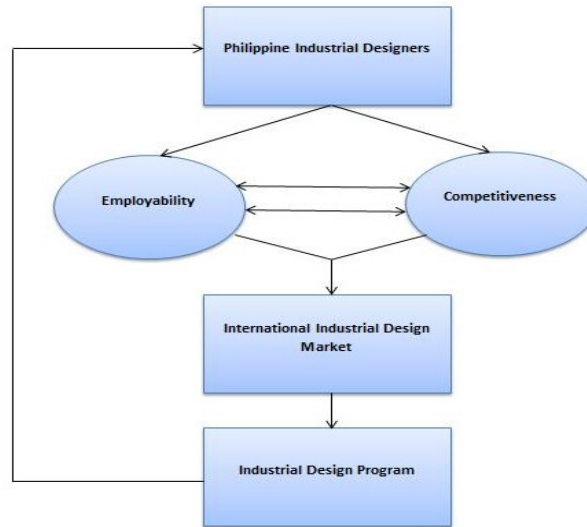 Philippine Industrial Designers
Employability
Competitiveness
International Industrial Design
Market
Industrial Design Program